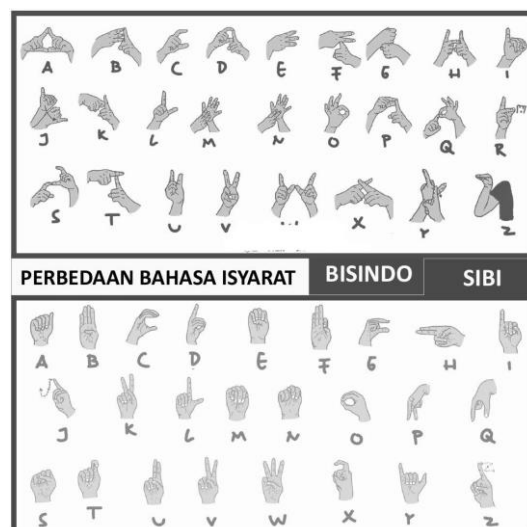 A B C D E F G H I
J K L M N O P Q R
S T U V X Y Z
PERBEDAAN BAHASA ISYARAT BISINDO SIBI
A B C D E F G H I
J K L M N O P Q
S T U V W X Y Z